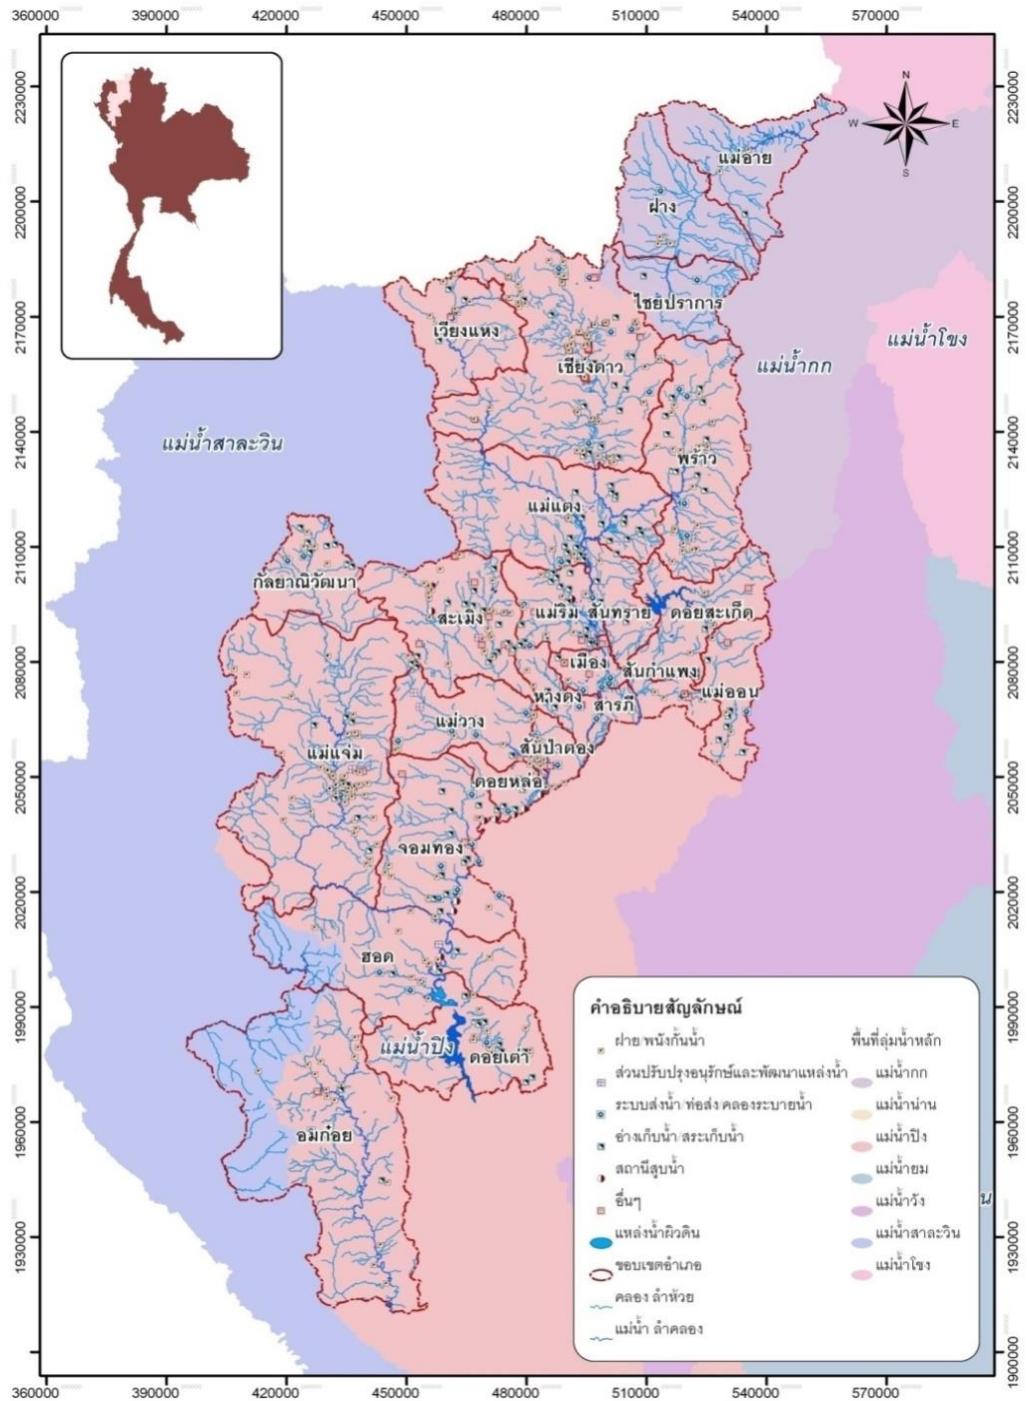 360000 390000 420000 450000 480000 510000 540000 570000
2230000 2230000
N
W E
S
แม่อาย
2200000 2200000
ฝาง
ไชยปราการ
2170000 2170000
เวียงแหง
แม่น้ำโขง
เชียงดาว
แม่น้ำกก
2140000 2140000
แม่น้ำสาละวิน
พร้าว
แม่แตง
2110000 2110000
กัลยาณิวัฒนา
สะเมิง แม่ริม สันทราย ดอยสะเก็ด
2080000 2080000
เมือง
สันกำแพง
หางดง แม่ออน
สารภี
แม่วาง
สันป่าตอง
แม่แจ่ม
2050000 2050000
ดอยหล่อ
จอมทอง
2020000 2020000
ฮอด
1990000 1990000
แม่น้ำปิง
ดอยเต่า
1960000 1960000
อมก๋อย
น
1930000 1930000
1900000
คำอธิบายสัญลักษณ์
ฝาย/พนังกั้นน้ำ
ส่วนปรับปรุงอนุรักษ์และพัฒนาแหล่งน้ำ
ระบบส่งน้ำ/ท่อส่ง/คลองระบายน้ำ
อ่างเก็บน้ำ/สระเก็บน้ำ
สถานีสูบน้ำ
อื่นๆ
แหล่งน้ำผิวดิน
ขอบเขตอำเภอ
คลอง ลำห้วย
แม่น้ำ ลำคลอง
พื้นที่ลุ่มน้ำหลัก
แม่น้ำกก
แม่น้ำน่าน
แม่น้ำปิง
แม่น้ำยม
แม่น้ำวัง
แม่น้ำสาละวิน
แม่น้ำโขง
360000 390000 420000 450000 480000 510000 540000 570000